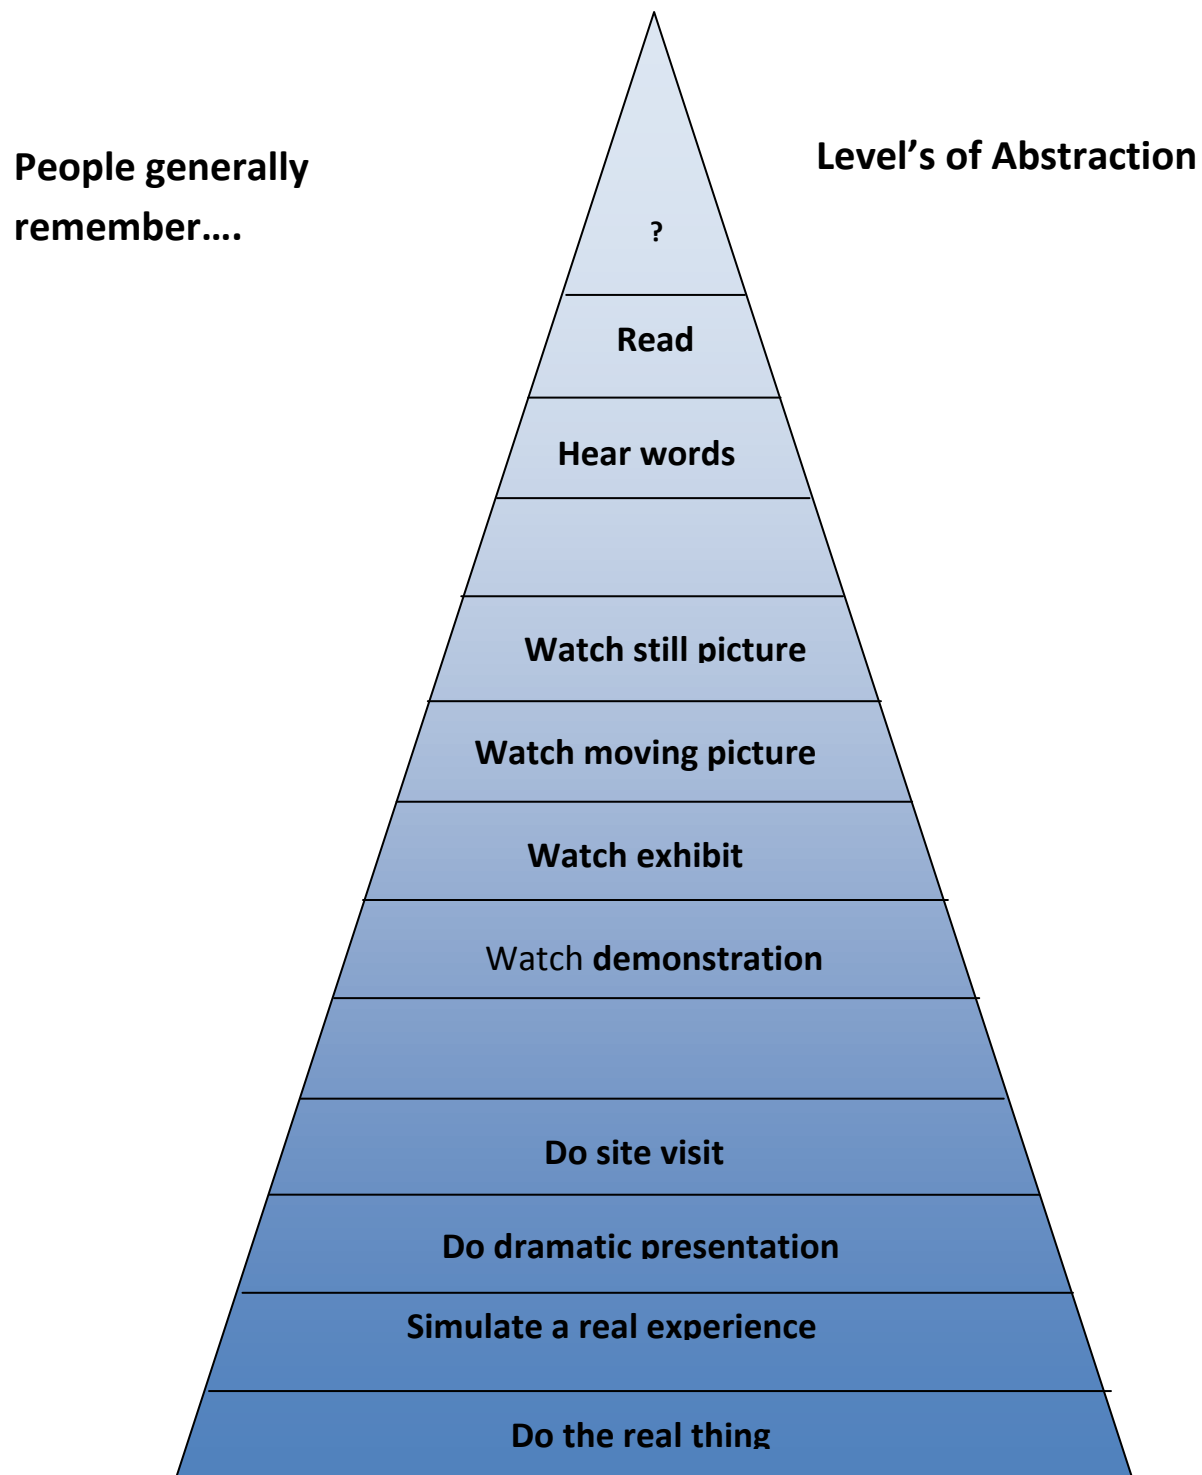 People generally
remember....
Level’s of Abstraction
?
Read
Hear words
Watch still picture
Watch moving picture
Watch exhibit
Watch demonstration
Do site visit
Do dramatic presentation
Simulate a real experience
Do the real thing